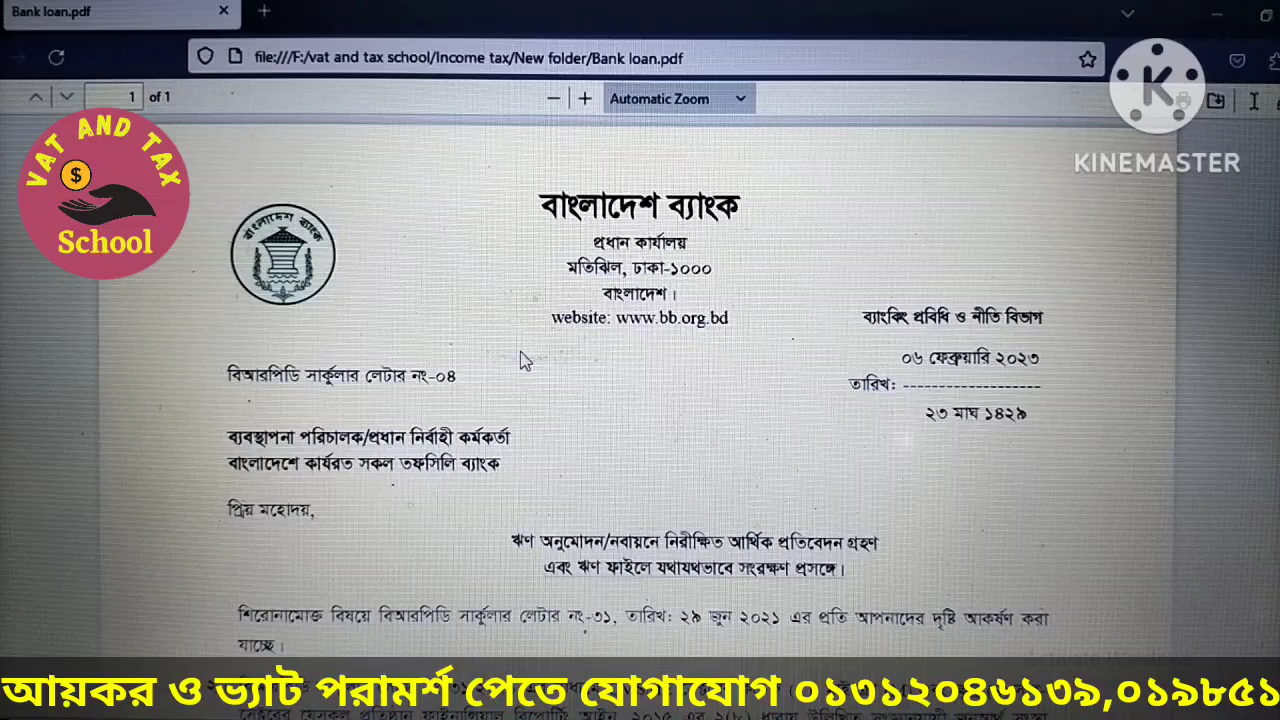 Bank loan.pdf
file:///F:/vat and tax school/Income tax/New folder/Bank loan.pdf
1 of 1
Automatic Zoom
K
KINEMASTER
VAT AND TAX
$
School
বাংলাদেশ ব্যাংক
বাংলাদেশ ব্যাংক
প্রধান কার্যালয়
মতিঝিল, ঢাকা-১০০০
বাংলাদেশ।
website: www.bb.org.bd
ব্যাংকিং প্রবিধি ও নীতি বিভাগ
০৬ ফেব্রুয়ারি ২০২৩
বিআরপিডি সার্কুলার লেটার নং-০৪
তারিখ: -------------------
২৩ মাঘ ১৪২৯
ব্যবস্থাপনা পরিচালক/প্রধান নির্বাহী কর্মকর্তা
বাংলাদেশে কার্যরত সকল তফসিলি ব্যাংক
প্রিয় মহোদয়,
ঋণ অনুমোদন/নবায়নে নিরীক্ষিত আর্থিক প্রতিবেদন গ্রহণ
এবং ঋণ ফাইলে যথাযথভাবে সংরক্ষণ প্রসঙ্গে।
শিরোনামোক্ত বিষয়ে বিআরপিডি সার্কুলার লেটার নং-৩১, তারিখ: ২৯ জুন ২০২১ এর প্রতি আপনাদের দৃষ্টি আকর্ষণ করা
যাচ্ছে।
আয়কর ও ভ্যাট পরামর্শ পেতে যোগাযোগ ০১৩১২০৪৬১৩৯,০১৯৮৫১